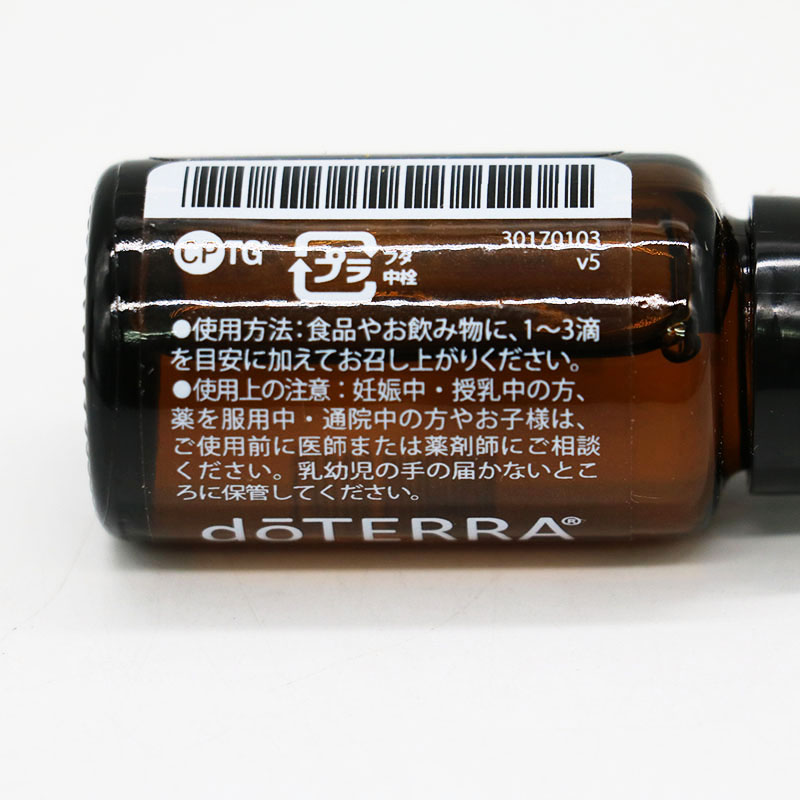 CPTG
プラ
フタ
中栓
30170103
v5
●使用方法:食品やお飲み物に、1〜3滴
を目安に加えてお召し上がりください。
●使用上の注意:妊娠中・授乳中の方、
薬を服用中・通院中の方やお子様は、
ご使用前に医師または薬剤師にご相談
ください。乳幼児の手の届かないとこ
ろに保管してください。
dōTERRA®